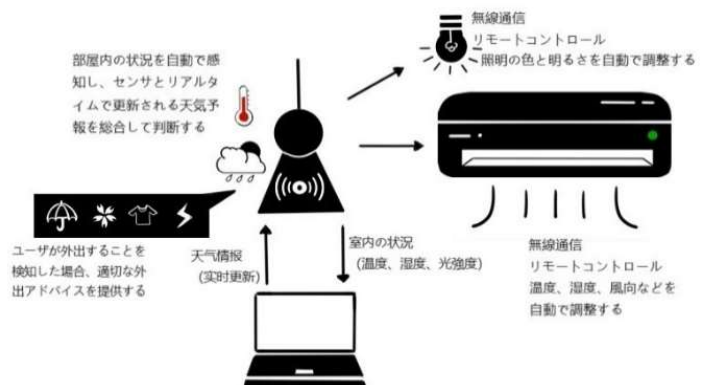 部屋内の状況を自動で感
知し、センサとリアルタ
イムで更新される天気予
報を総合して判断する
無線通信
リモートコントロール
照明の色と明るさを自動で調整する
ユーザが外出することを
検知した場合、適切な外
出アドバイスを提供する
天气情报
(实时更新)
室内の状況
(温度、湿度、光強度)
無線通信
リモートコントロール
温度、湿度、風向などを
自動で調整する